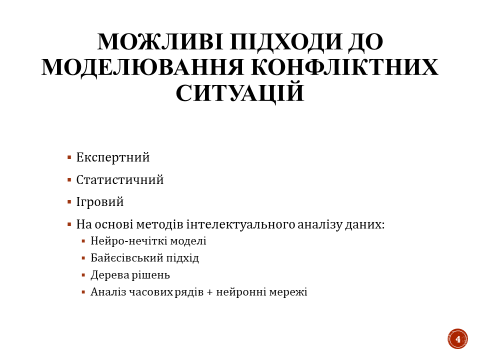 МОЖЛИВІ ПІДХОДИ ДО
МОДЕЛЮВАННЯ КОНФЛІКТНИХ
СИТУАЦІЙ
▪ Експертний
▪ Статистичний
▪ Ігровий
▪ На основі методів інтелектуального аналізу даних:
▪ Нейро-нечіткі моделі
▪ Байєсівський підхід
▪ Дерева рішень
▪ Аналіз часових рядів + нейронні мережі
4